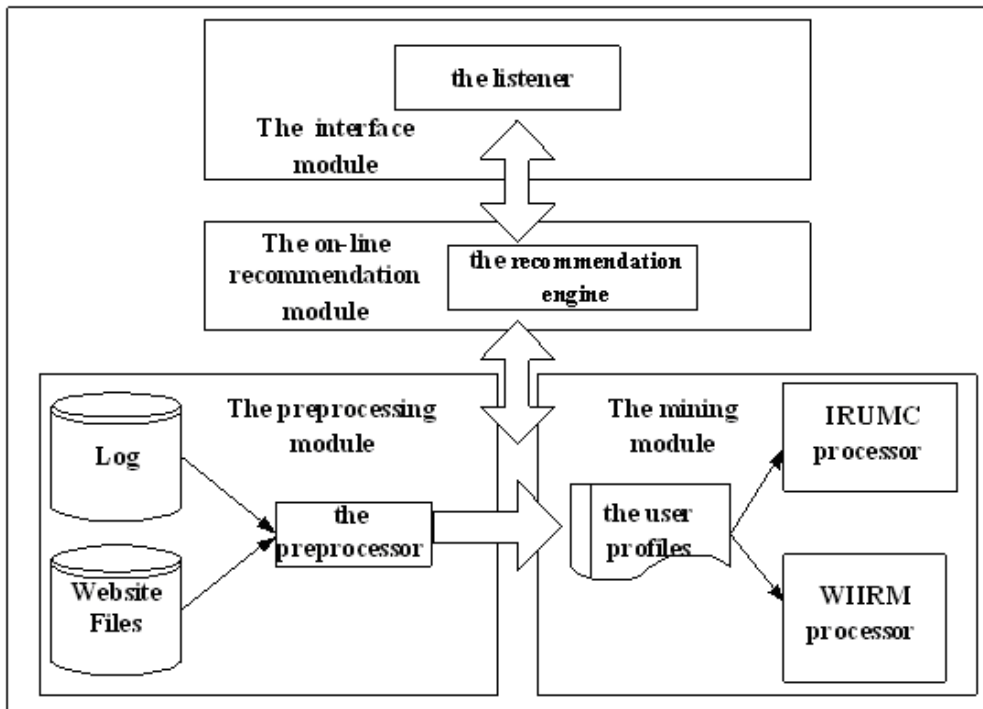 the listener
The interface
module
The on-line
recommendation
module
the recommendation
engine
The preprocessing
module
Log
Website
Files
the
preprocessor
The mining
module
the user
profiles
IRUMC
processor
WIIRM
processor